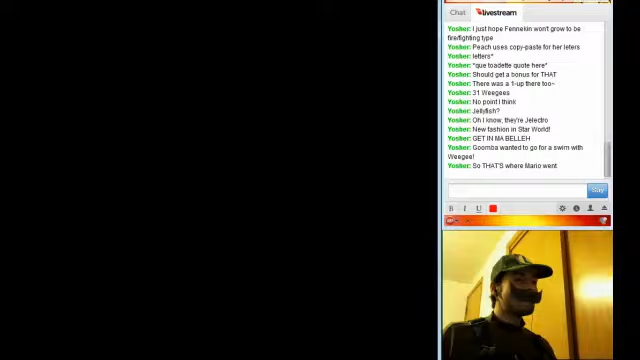 Chat livestream
Yosher: I just hope Fennekin won't grow to be
fire/fighting type
Yosher: Peach uses copy-paste for her leters
Yosher: letters*
Yosher: *que toadette quote here*
Yosher: Should get a bonus for THAT
Yosher: There was a 1-up there too~
Yosher: 31 Weegees
Yosher: No point I think
Yosher: Jellyfish?
Yosher: Oh I know, they're Jelectro
Yosher: New fashion in Star World!
Yosher: GET IN MA BELLEH
Yosher: Goomba wanted to go for a swim with
Weegee!
Yosher: So THAT'S where Mario went
Say
B I U